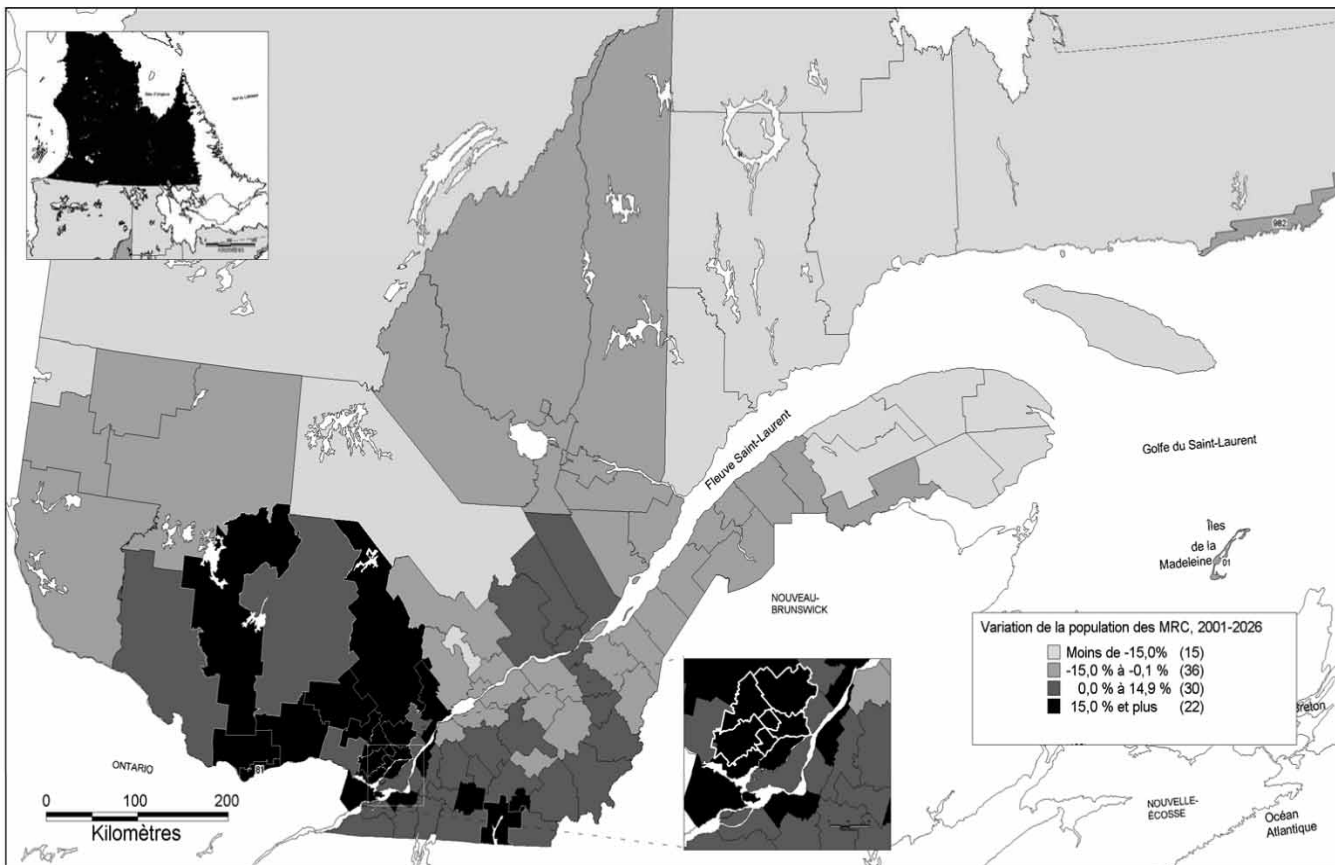 982
Fleuve Saint-Laurent
Golfe du Saint-Laurent
Îles
de la
Madeleine
01
NOUVEAU-
BRUNSWICK
Variation de la population des MRC, 2001-2026
Moins de -15,0% (15)
-15,0 % à -0,1 % (36)
0,0 % à 14,9 % (30)
15,0 % et plus (22)
Breton
ONTARIO
81
0 100 200
Kilomètres
NOUVELLE-
ÉCOSSE
Océan
Atlantique